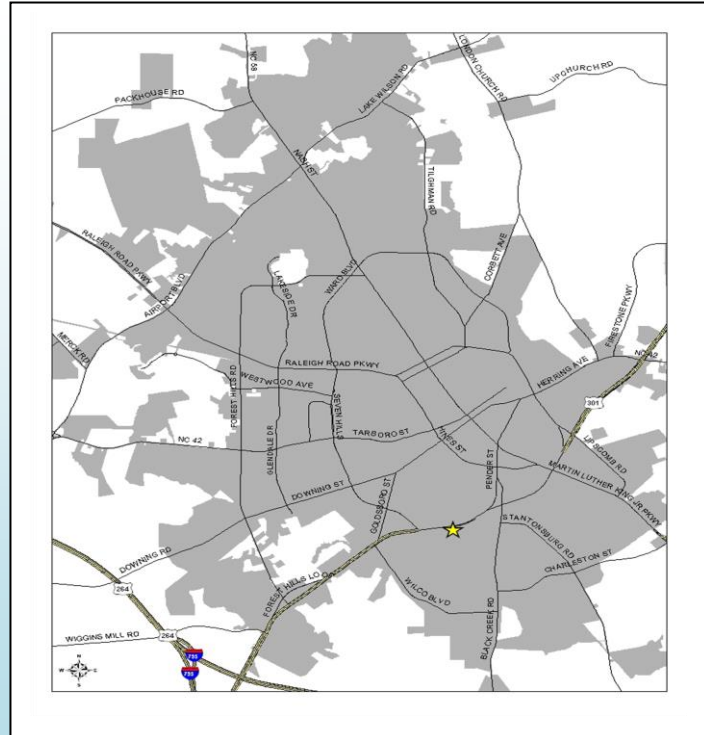 NC 58
LONDON CHURCH RD
UPCHURCH RD
LAKE WILSON RD
PACKHOUSE RD
NASH ST
TILGHMAN RD
RALEIGH ROAD PKWY
CORBETT AVE
WARD BLVD
LAKESIDE DR
AIRPORT BLVD
FIRESTONE PKWY
MERCK RD
RALEIGH ROAD PKWY
NC 42
HERRING AVE
WESTWOOD AVE
FOREST HILLS RD
301
SEVEN HILLS
NC 42
TARBORO ST
HINES ST
GLENDALE DR
LIPSCOMB RD
PENDER ST
MARTIN LUTHER KING JR PKWY
DOWNING ST
GOLDSBORO ST
STANTONSBURG RD
DOWNING RD
CHARLESTON ST
FOREST HILLS LOOP
264
WILCO BLVD
WIGGINS MILL RD
264
BLACK CREEK RD
795
795
N
W E
S